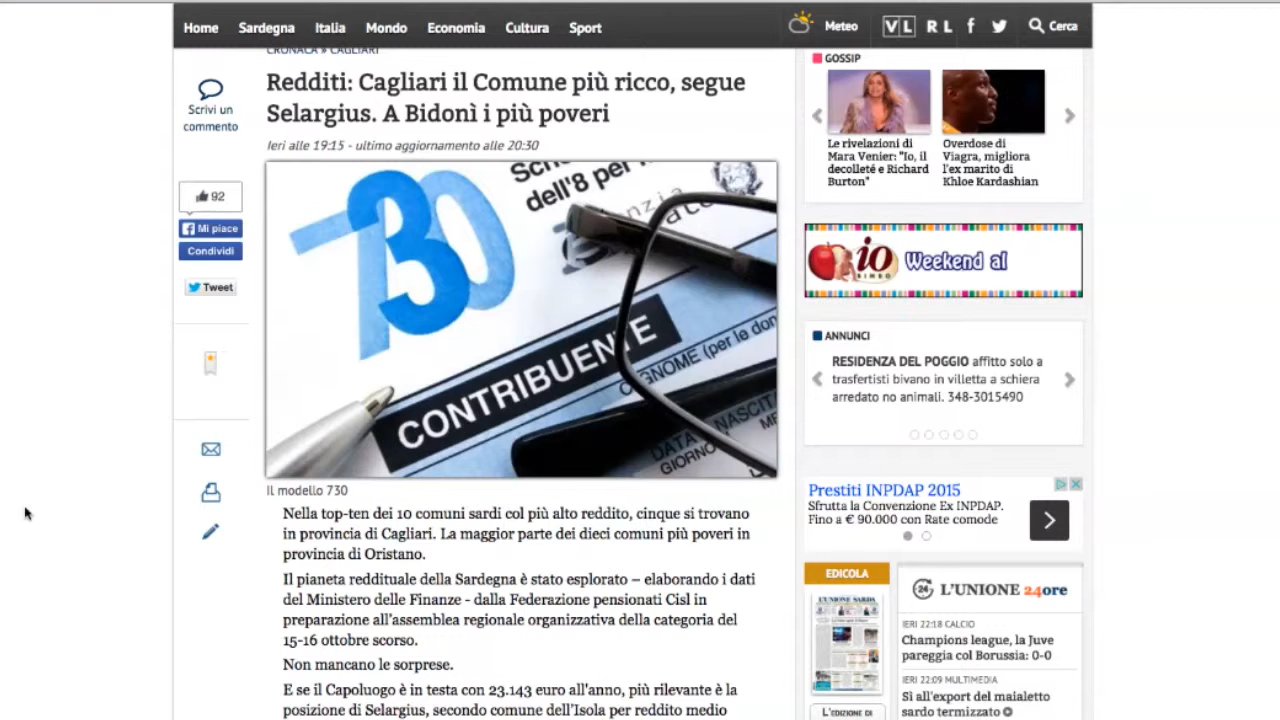 Home Sardegna Italia Mondo Economia Cultura Sport Meteo VL RL Cerca
CRONACA » CAGLIARI
Redditi: Cagliari il Comune più ricco, segue
Selargius. A Bidonì i più poveri
Ieri alle 19:15 - ultimo aggiornamento alle 20:30
Scrivi un
commento
92
Mi piace
Condividi
Tweet
730
dell'8 per
CONTRIBUENTE
COGNOME (per le don
DATA
GIORNO
Il modello 730
Nella top-ten dei 10 comuni sardi col più alto reddito, cinque si trovano
in provincia di Cagliari. La maggior parte dei dieci comuni più poveri in
provincia di Oristano.
Il pianeta reddituale della Sardegna è stato esplorato – elaborando i dati
del Ministero delle Finanze - dalla Federazione pensionati Cisl in
preparazione all'assemblea regionale organizzativa della categoria del
15-16 ottobre scorso.
Non mancano le sorprese.
E se il Capoluogo è in testa con 23.143 euro all'anno, più rilevante è la
posizione di Selargius, secondo comune dell'Isola per reddito medio
GOSSIP
Le rivelazioni di
Mara Venier: "Io, il
decolleté e Richard
Burton"
Overdose di
Viagra, migliora
l'ex marito di
Khloe Kardashian
io
BIMBO
Weekend al
ANNUNCI
RESIDENZA DEL POGGIO affitto solo a
trasfertisti bivano in villetta a schiera
arredato no animali. 348-3015490
Prestiti INPDAP 2015
Sfrutta la Convenzione Ex INPDAP.
Fino a € 90.000 con Rate comode
EDICOLA
L'UNIONE SARDA
L'EDIZIONE DI
24 L'UNIONE 24ore
IERI 22:18 CALCIO
Champions league, la Juve
pareggia col Borussia: 0-0
IERI 22:09 MULTIMEDIA
Sì all'export del maialetto
sardo termizzato